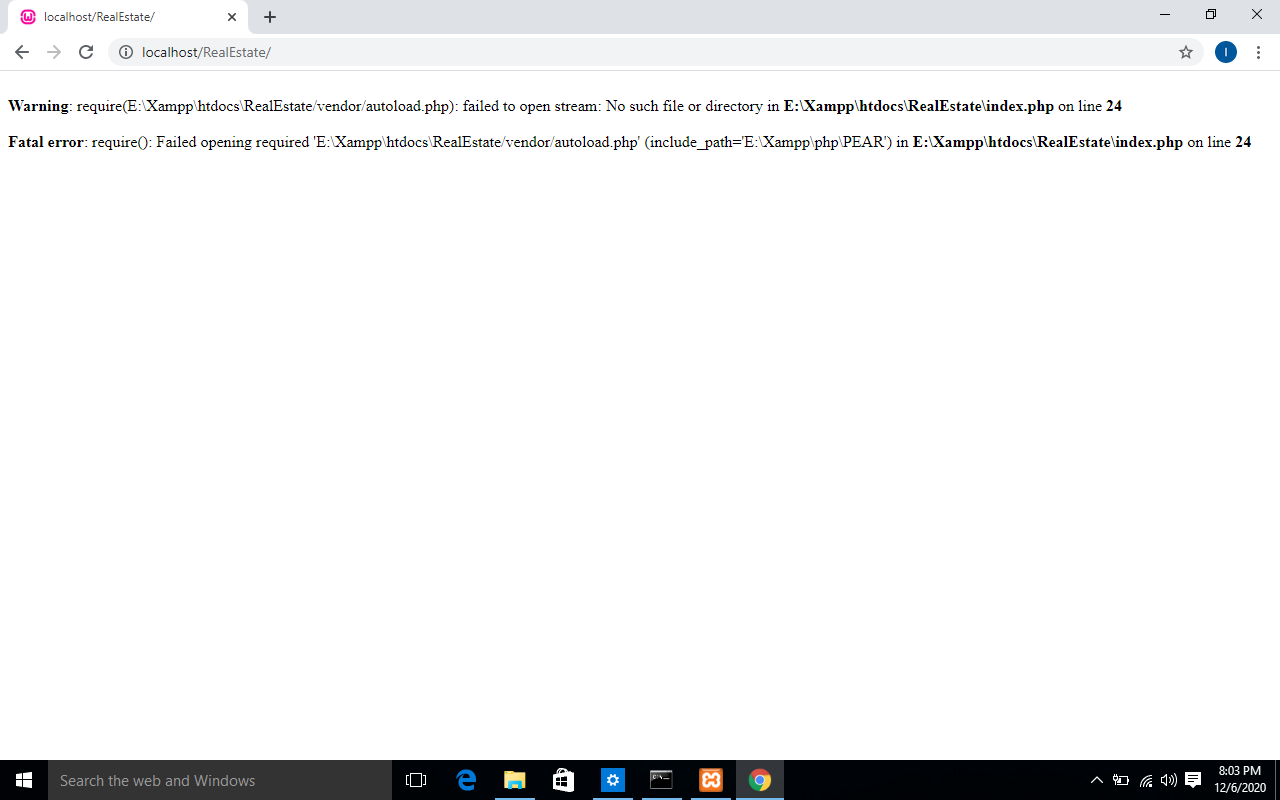 localhost/RealEstate/
localhost/RealEstate/
I
Warning: require(E:\Xampp\htdocs\RealEstate/vendor/autoload.php): failed to open stream: No such file or directory in E:\Xampp\htdocs\RealEstate\index.php on line 24
Fatal error: require(): Failed opening required 'E:\Xampp\htdocs\RealEstate/vendor/autoload.php' (include_path='E:\Xampp\php\PEAR') in E:\Xampp\htdocs\RealEstate\index.php on line 24
Search the web and Windows
8:03 PM
12/6/2020